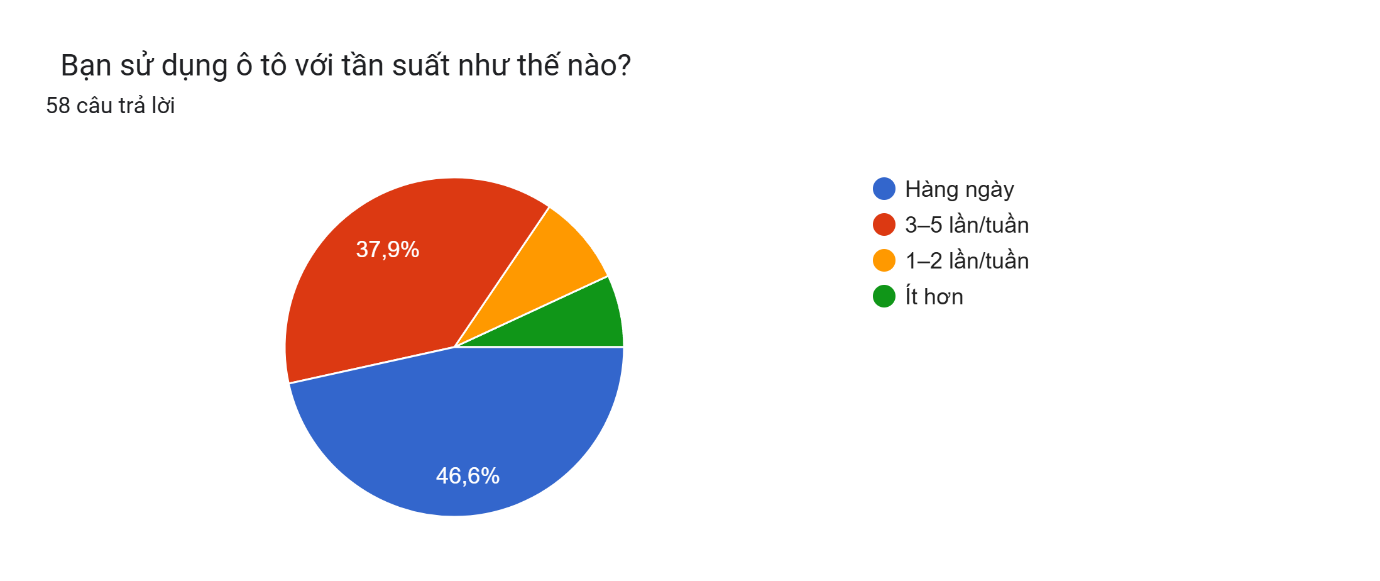 Bạn sử dụng ô tô với tần suất như thế nào?
58 câu trả lời
Hàng ngày
3–5 lần/tuần
1–2 lần/tuần
Ít hơn
37,9%
46,6%